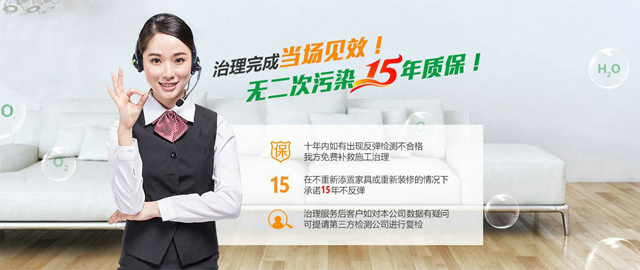 治理完成当场见效！
无二次污染15年质保！
H₂O
O
O₂
保
十年内如有出现反弹检测不合格
我方免费补救施工治理
15
在不重新添置家具或重新装修的情况下
承诺15年不反弹
治理服务后客户如对本公司数据有疑问
可提请第三方检测公司进行复检